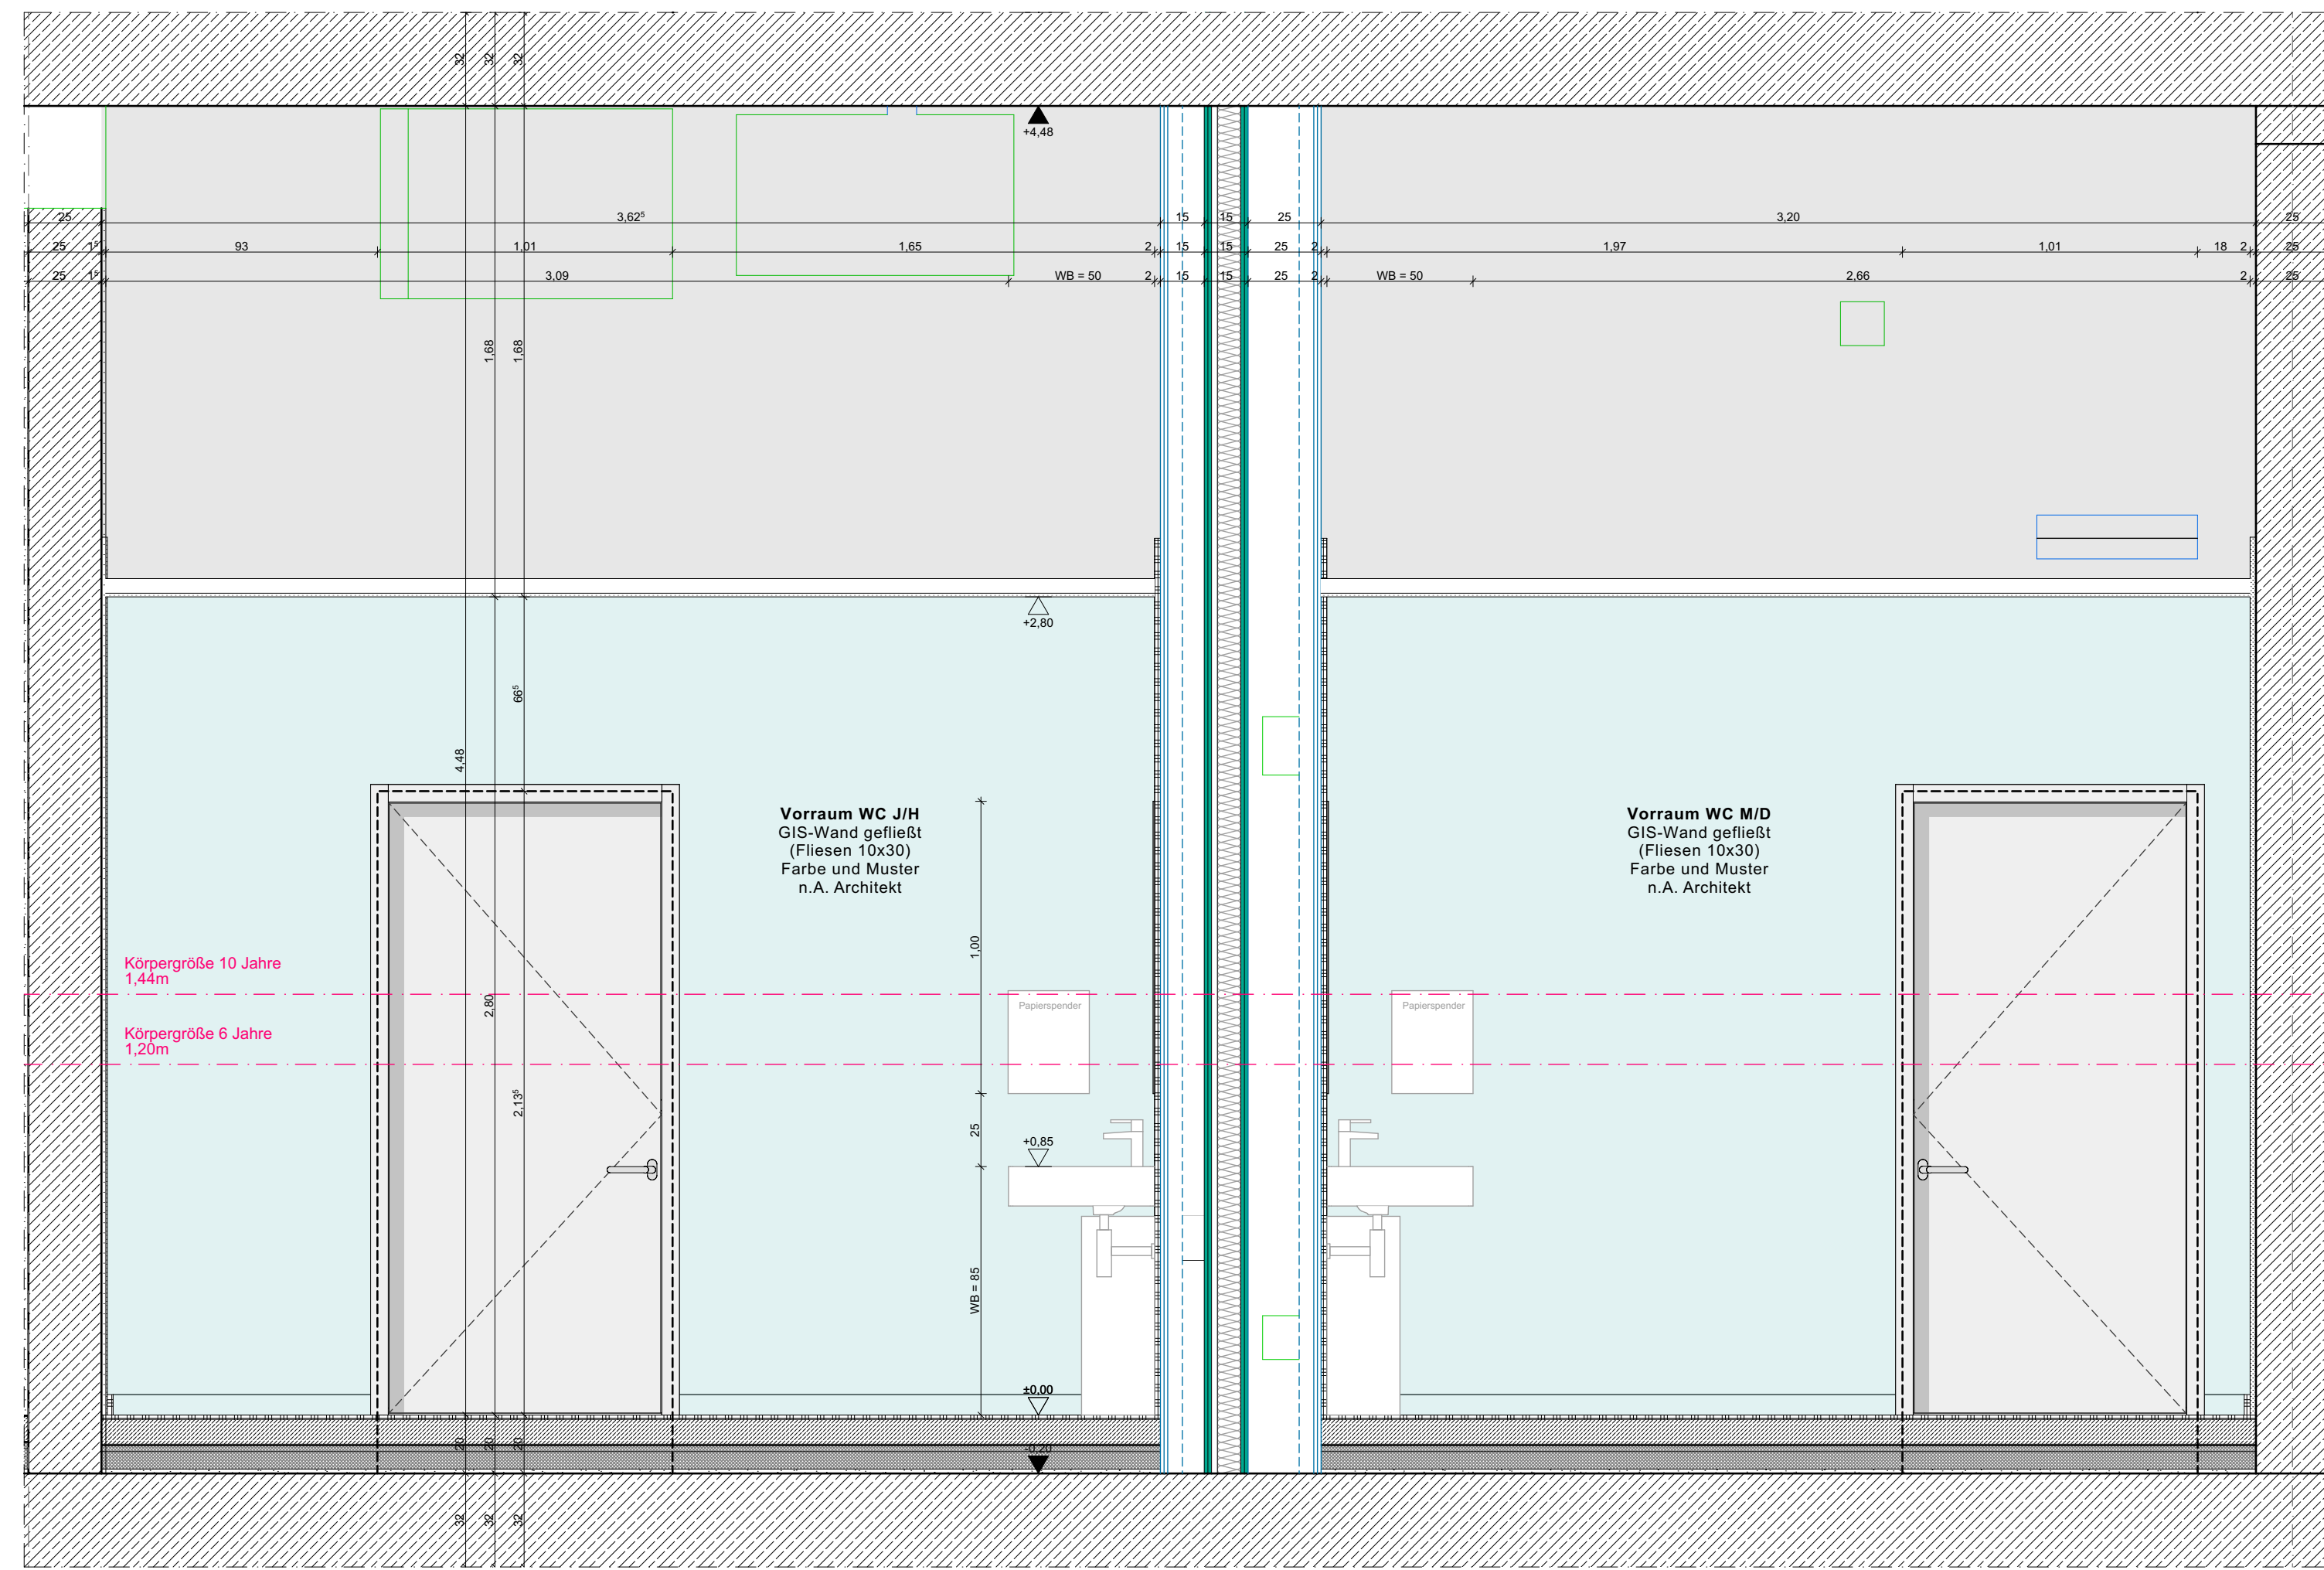 32
32
32
+4,48
25
3,62⁵
15
15
25
3,20
25
25
1⁵
93
1,01
1,65
2
15
15
25
2
1,97
1,01
18
2
25
25
1⁵
3,09
WB = 50
2
15
15
25
2
WB = 50
2,66
2
25
1,68
1,68
+2,80
66⁵
4,48
Vorraum WC J/H
GIS-Wand gefließt
(Fliesen 10x30)
Farbe und Muster
n.A. Architekt
Vorraum WC M/D
GIS-Wand gefließt
(Fliesen 10x30)
Farbe und Muster
n.A. Architekt
1,00
Körpergröße 10 Jahre
1,44m
2,80
Papierspender
Papierspender
Körpergröße 6 Jahre
1,20m
2,13⁵
25
+0,85
WB = 85
±0,00
20
20
20
-0,20
32
32
32